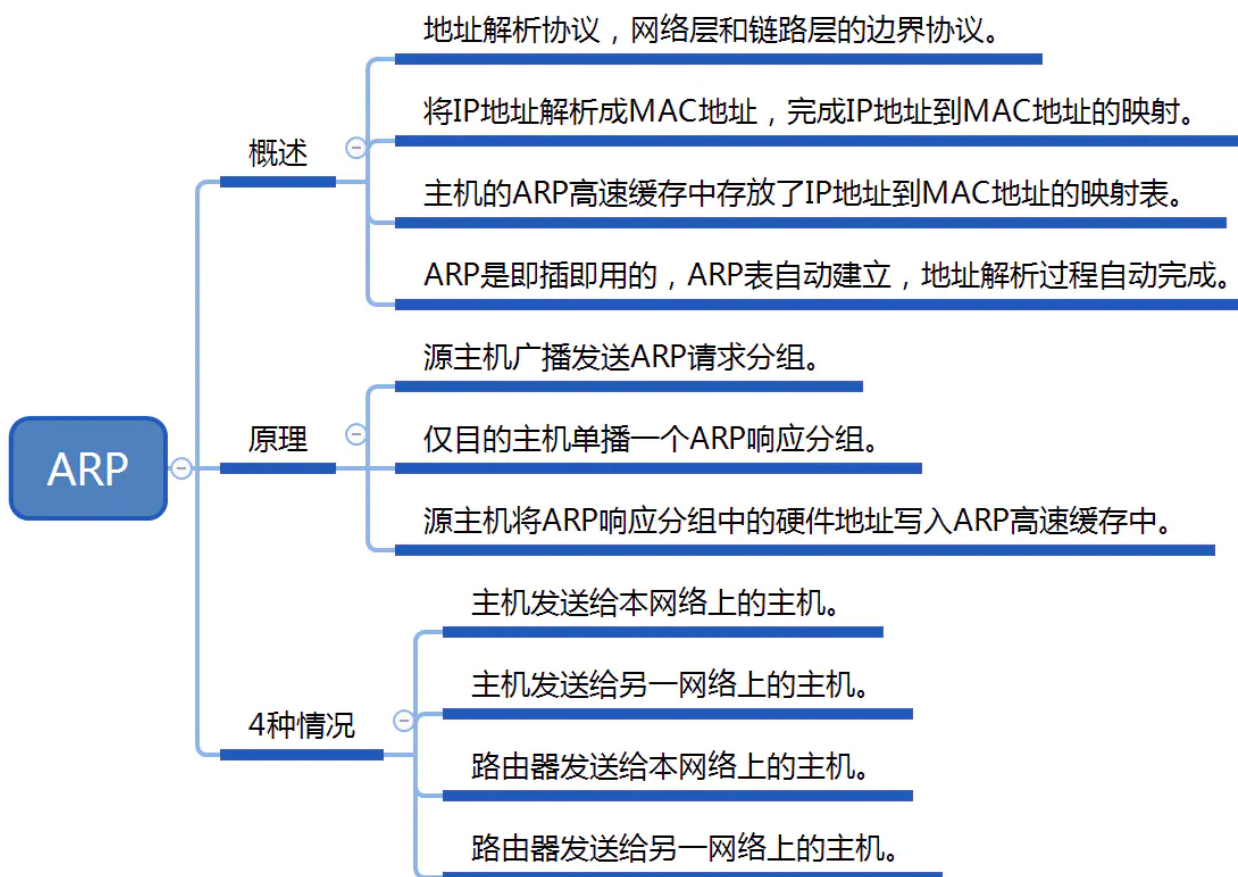 ARP
概述
地址解析协议，网络层和链路层的边界协议。
将IP地址解析成MAC地址，完成IP地址到MAC地址的映射。
主机的ARP高速缓存中存放了IP地址到MAC地址的映射表。
ARP是即插即用的，ARP表自动建立，地址解析过程自动完成。
原理
源主机广播发送ARP请求分组。
仅目的主机单播一个ARP响应分组。
源主机将ARP响应分组中的硬件地址写入ARP高速缓存中。
4种情况
主机发送给本网络上的主机。
主机发送给另一网络上的主机。
路由器发送给本网络上的主机。
路由器发送给另一网络上的主机。